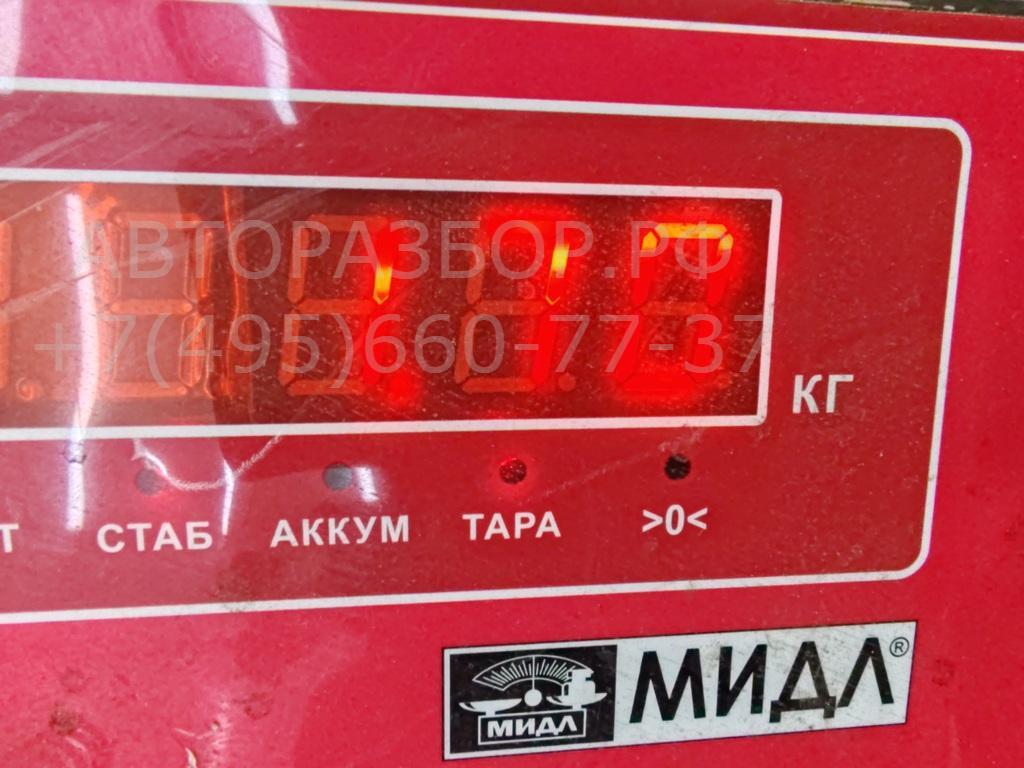 АВТОРАЗБОР.РФ
+7(495)660-77-37
КГ
Т СТАБ АККУМ ТАРА >0<
МИДЛ МИДЛ®